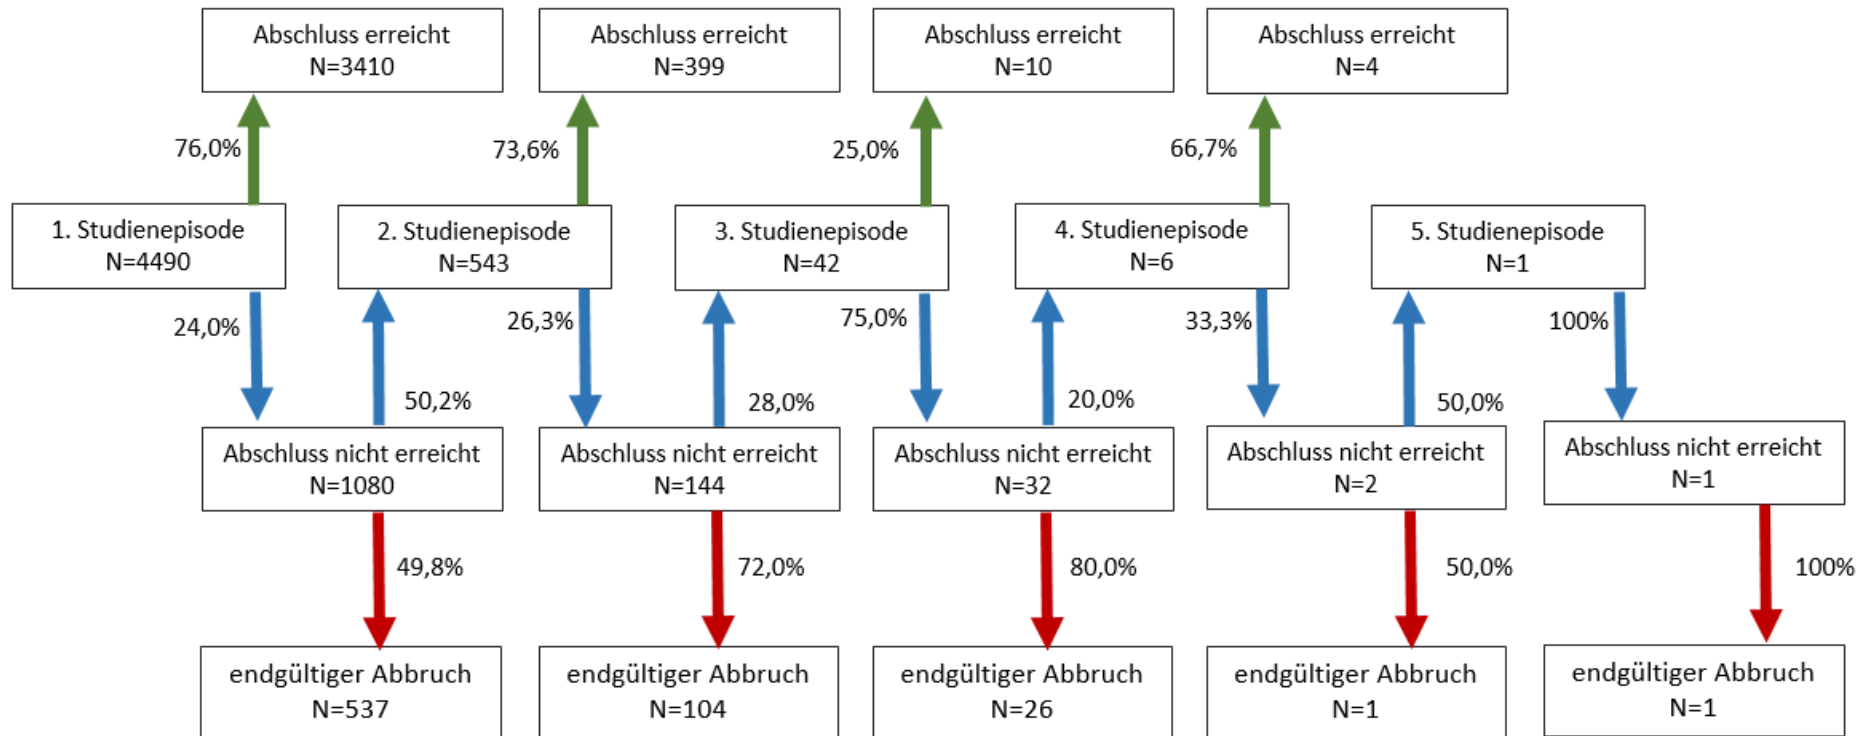 Abschluss erreicht
N=3410
Abschluss erreicht
N=399
Abschluss erreicht
N=10
Abschluss erreicht
N=4
76,0%
73,6%
25,0%
66,7%
1. Studienepisode
N=4490
2. Studienepisode
N=543
3. Studienepisode
N=42
4. Studienepisode
N=6
5. Studienepisode
N=1
24,0%
26,3%
75,0%
33,3%
100%
50,2%
28,0%
20,0%
50,0%
Abschluss nicht erreicht
N=1080
Abschluss nicht erreicht
N=144
Abschluss nicht erreicht
N=32
Abschluss nicht erreicht
N=2
Abschluss nicht erreicht
N=1
49,8%
72,0%
80,0%
50,0%
100%
endgültiger Abbruch
N=537
endgültiger Abbruch
N=104
endgültiger Abbruch
N=26
endgültiger Abbruch
N=1
endgültiger Abbruch
N=1